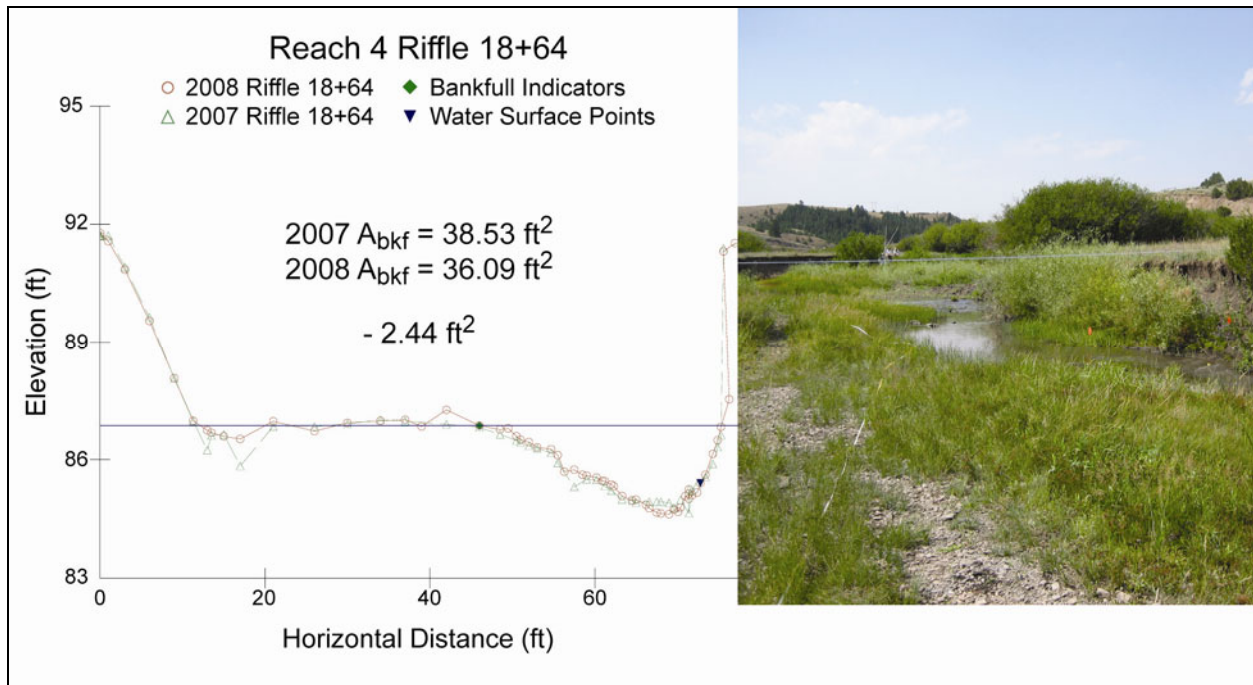 Reach 4 Riffle 18+64
2008 Riffle 18+64
Bankfull Indicators
2007 Riffle 18+64
Water Surface Points
95
92
89
86
83
Elevation (ft)
2007 Abkf = 38.53 ft2
2008 Abkf = 36.09 ft2
- 2.44 ft2
0
20
40
60
Horizontal Distance (ft)